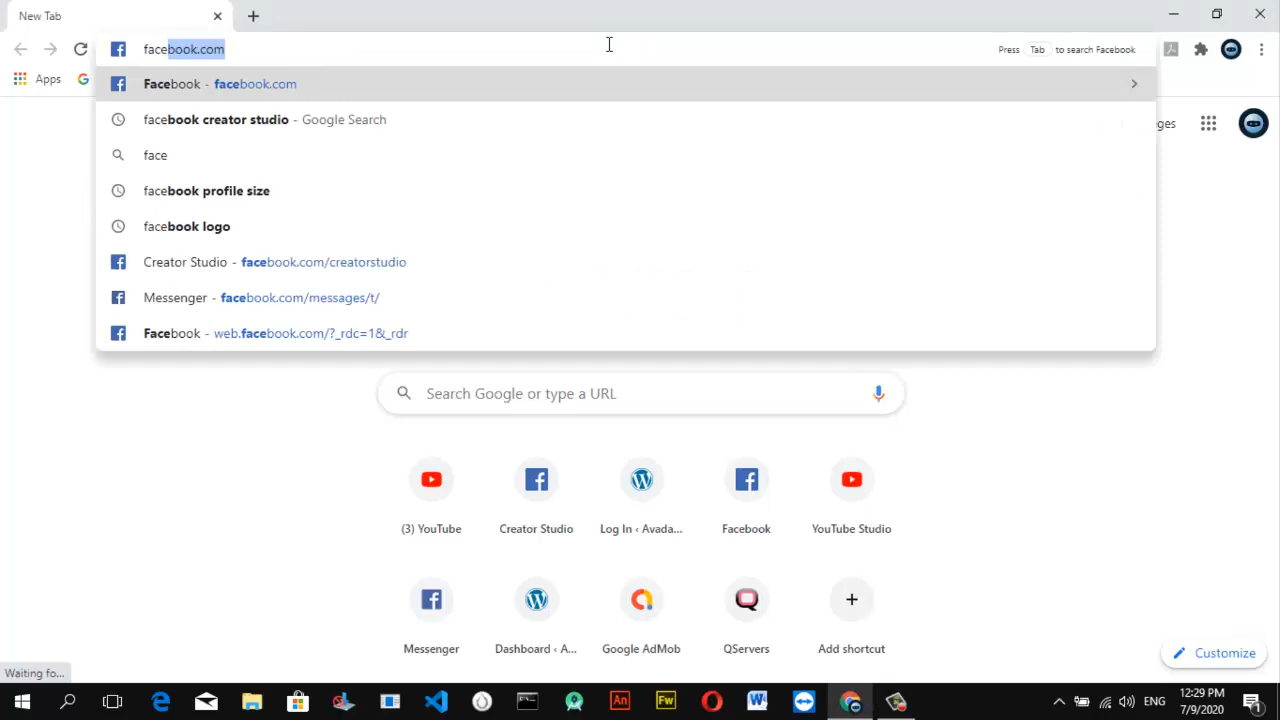 New Tab
facebook.com
Press Tab to search Facebook
Apps
Facebook - facebook.com
facebook creator studio - Google Search
ges
face
facebook profile size
facebook logo
Creator Studio - facebook.com/creatorstudio
Messenger - facebook.com/messages/t/
Facebook - web.facebook.com/?_rdc=1&_rdr
Search Google or type a URL
(3) YouTube
Creator Studio
Log In ‹ Avada...
Facebook
YouTube Studio
Messenger
Dashboard ‹ A...
Google AdMob
QServers
Add shortcut
Customize
Waiting fo...
An
Fw
ENG
12:29 PM
7/9/2020
1